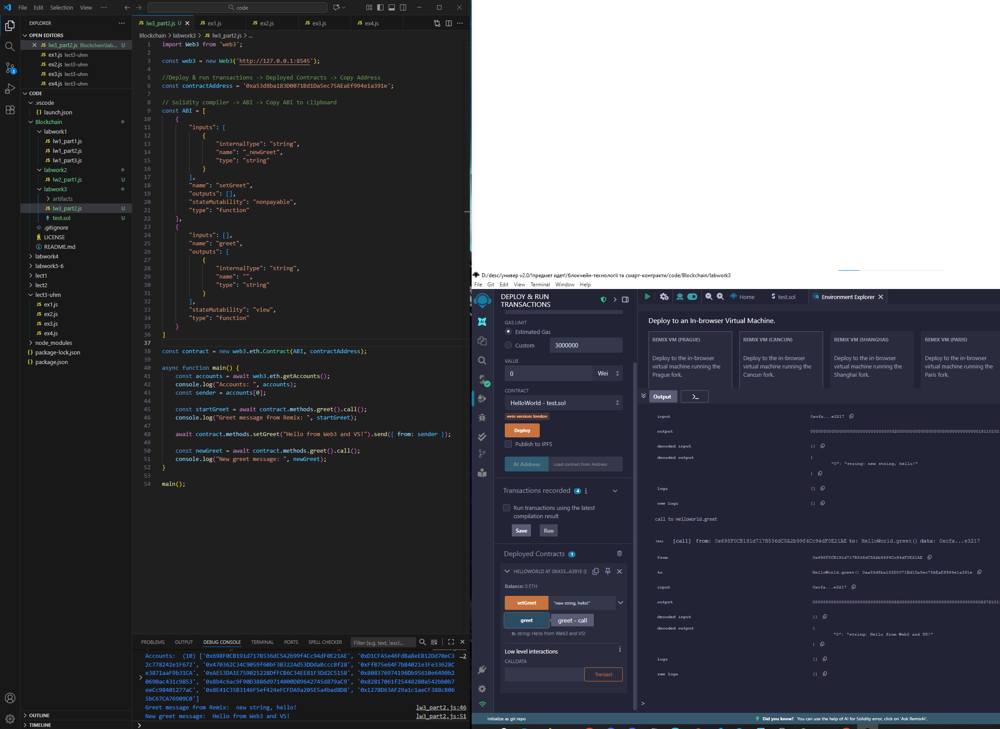 File Edit Selection View ··· code
EXPLORER
OPEN EDITORS
JS lw3_part2.js Blockchain\lab... U
JS ex1.js lect3-uhm
JS ex2.js lect3-uhm
JS ex3.js lect3-uhm
JS ex4.js lect3-uhm
CODE
.vscode
{} launch.json
Blockchain
labwork1
JS lw1_part1.js
JS lw1_part2.js
JS lw1_part3.js
labwork2
JS lw2_part1.js U
labwork3
artifacts
JS lw3_part2.js U
test.sol U
.gitignore
LICENSE
README.md
labwork4
labwork5-6
lect1
lect2
lect3-uhm
JS ex1.js
JS ex2.js
JS ex3.js
JS ex4.js
node_modules
{} package-lock.json
{} package.json
OUTLINE
TIMELINE
3
JS lw3_part2.js U JS ex1.js JS ex2.js JS ex3.js JS ex4.js
Blockchain > labwork3 > JS lw3_part2.js > ...
1 import Web3 from 'web3';
2
3 const web3 = new Web3('http://127.0.0.1:8545');
4
5 //Deploy & run transactions -> Deployed Contracts -> Copy Address
6 const contractAddress = '0xa53d8ba183D0071Bd1Da5ec75AEaEf994e1a391e';
7
8 // Solidity compiler -> ABI -> Copy ABI to clipboard
9 const ABI = [
10 {
11 "inputs": [
12 {
13 "internalType": "string",
14 "name": "_newGreet",
15 "type": "string"
16 }
17 ],
18 "name": "setGreet",
19 "outputs": [],
20 "stateMutability": "nonpayable",
21 "type": "function"
22 },
23 {
24 "inputs": [],
25 "name": "greet",
26 "outputs": [
27 {
28 "internalType": "string",
29 "name": "",
30 "type": "string"
31 }
32 ],
33 "stateMutability": "view",
34 "type": "function"
35 }
36 ]
37
38 const contract = new web3.eth.Contract(ABI, contractAddress);
39
40 async function main() {
41 const accounts = await web3.eth.getAccounts();
42 console.log("Accounts: ", accounts);
43 const sender = accounts[0];
44
45 const startGreet = await contract.methods.greet().call();
46 console.log("Greet message from Remix: ", startGreet);
47
48 await contract.methods.setGreet("Hello from Web3 and VS!").send({ from: sender });
49
50 const newGreet = await contract.methods.greet().call();
51 console.log("New greet message: ", newGreet);
52 }
53
54 main();
PROBLEMS OUTPUT DEBUG CONSOLE TERMINAL PORTS SPELL CHECKER Filter (e.g. text, !excl...
Accounts: (10) ['0x698F0CB191d717B536dC5A2b99f4Cc94dF0E21AE', '0xD1CFA5e46FdBa8eEB12Dd70eC3 …2
2c778242e1F672', '0x470362C34C9059f60bF3B322Ad53DDdaBccc8f28', '0xFfB75e64F7bB4021e3Fe33628C
e3871aaF9b31CA', '0xAE53DA1E759025228DfFCB6C34EE81F3Dd2C5158', '0x808376974196Db95610e6490b2
0690ac431c9853', '0x8b4c6ac9F90D3886d9714000D89642745d879aC9', '0x82817061f25448280a542bb0b7
eeCc98401277aC', '0x8E41C35B3146F5ef424eFCFDA9a205E5a4bad8D8', '0x1278D63AF29a1c1aeCF388cB06
5bC67CA76909C0']
Greet message from Remix: new string, hello! lw3_part2.js:46
New greet message: Hello from Web3 and VS! lw3_part2.js:51
D:/desc/универ v2.0/!предмет идет!/блокчейн-технології та смарт-контракти/code/Blockchain/labwork3
File Git Edit View Terminal Window Help
DEPLOY & RUN
TRANSACTIONS
GAS LIMIT
Estimated Gas
Custom 3000000
VALUE
0 Wei
CONTRACT
HelloWorld - test.sol
evm version: london
Deploy
Publish to IPFS
At Address Load contract from Address
Transactions recorded 4 i
Run transactions using the latest
compilation result
Save Run
Deployed Contracts 1
HELLOWORLD AT 0XA53...A391E (E
Balance: 0 ETH
setGreet "new string, hello!"
greet greet - call
0: string: Hello from Web3 and VS!
Low level interactions i
CALLDATA
Transact
AI
Home test.sol Environment Explorer
Deploy to an In-browser Virtual Machine.
REMIX VM (PRAGUE)
Deploy to the in-browser
virtual machine running the
Prague fork.
REMIX VM (CANCUN)
Deploy to the in-browser
virtual machine running the
Cancun fork.
REMIX VM (SHANGHAI)
Deploy to the in-browser
virtual machine running the
Shanghai fork.
REMIX VM (PARIS)
Deploy to the in-browser
virtual machine running the
Paris fork.
Output >_
input 0xcfa...e3217
output
decoded input {}
decoded output {
"0": "string: new string, hello!"
}
logs []
raw logs []
call to HelloWorld.greet
CALL [call] from: 0x698F0CB191d717B536dC5A2b99f4Cc94dF0E21AE to: HelloWorld.greet() data: 0xcfa...e3217
from 0x698F0CB191d717B536dC5A2b99f4Cc94dF0E21AE
to HelloWorld.greet() 0xa53d8ba183D0071Bd1Da5ec75AEaEf994e1a391e
input 0xcfa...e3217
output
decoded input {}
decoded output {
"0": "string: Hello from Web3 and VS!"
}
logs []
raw logs []
>
Initialize as git repo
Did you know? You can use the help of AI for Solidity error, click on 'Ask RemixAI'.